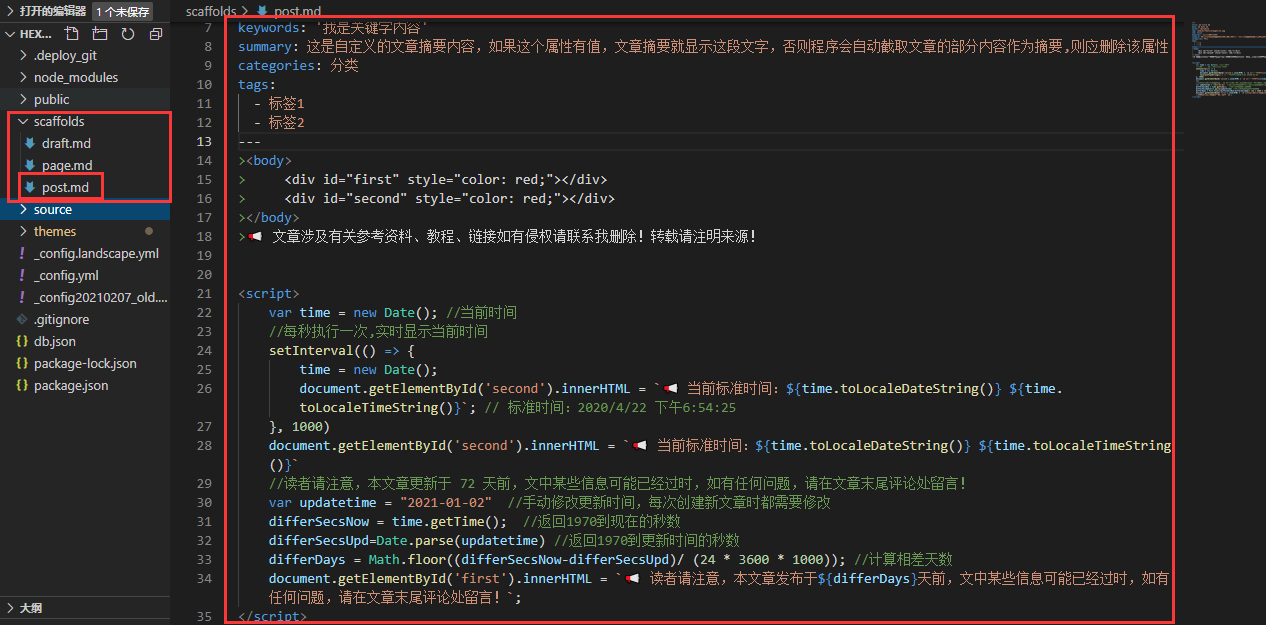 打开的编辑器 1 个未保存
HEX...
.deploy_git
node_modules
public
scaffolds
draft.md
page.md
post.md
source
themes
_config.landscape.yml
_config.yml
_config20210207_old....
.gitignore
db.json
package-lock.json
package.json
大纲
scaffolds > post.md
7 keywords: '我是关键字内容'
8 summary: 这是自定义的文章摘要内容，如果这个属性有值，文章摘要就显示这段文字，否则程序会自动截取文章的部分内容作为摘要,则应删除该属性
9 categories: 分类
10 tags:
11   - 标签1
12   - 标签2
13 ---
14 ><body>
15 >     <div id="first" style="color: red;"></div>
16 >     <div id="second" style="color: red;"></div>
17 ></body>
18 >📢 文章涉及有关参考资料、教程、链接如有侵权请联系我删除！转载请注明来源！
19
20
21 <script>
22     var time = new Date(); //当前时间
23     //每秒执行一次,实时显示当前时间
24     setInterval(() => {
25         time = new Date();
26         document.getElementById('second').innerHTML = `📢 当前标准时间：${time.toLocaleDateString()} ${time.
        toLocaleTimeString()}`; // 标准时间：2020/4/22 下午6:54:25
27     }, 1000)
28     document.getElementById('second').innerHTML = `📢 当前标准时间：${time.toLocaleDateString()} ${time.toLocaleTimeString
    ()}`
29     //读者请注意，本文章更新于 72 天前，文中某些信息可能已经过时，如有任何问题，请在文章末尾评论处留言！
30     var updatetime = "2021-01-02"  //手动修改更新时间，每次创建新文章时都需要修改
31     differSecsNow = time.getTime();  //返回1970到现在的秒数
32     differSecsUpd=Date.parse(updatetime) //返回1970到更新时间的秒数
33     differDays = Math.floor((differSecsNow-differSecsUpd)/ (24 * 3600 * 1000)); //计算相差天数
34     document.getElementById('first').innerHTML = `📢 读者请注意，本文章发布于${differDays}天前，文中某些信息可能已经过时，如有
    任何问题，请在文章末尾评论处留言！`;
35 </script>